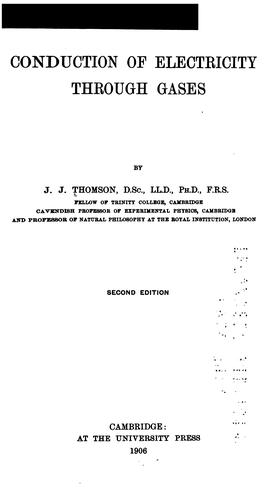 CONDUCTION OF ELECTRICITY
THROUGH GASES
BY
J. J. THOMSON, D.Sc., LL.D., Ph.D., F.R.S.
FELLOW OF TRINITY COLLEGE, CAMBRIDGE
CAVENDISH PROFESSOR OF EXPERIMENTAL PHYSICS, CAMBRIDGE
AND PROFESSOR OF NATURAL PHILOSOPHY AT THE ROYAL INSTITUTION, LONDON
SECOND EDITION
CAMBRIDGE:
AT THE UNIVERSITY PRESS
1906